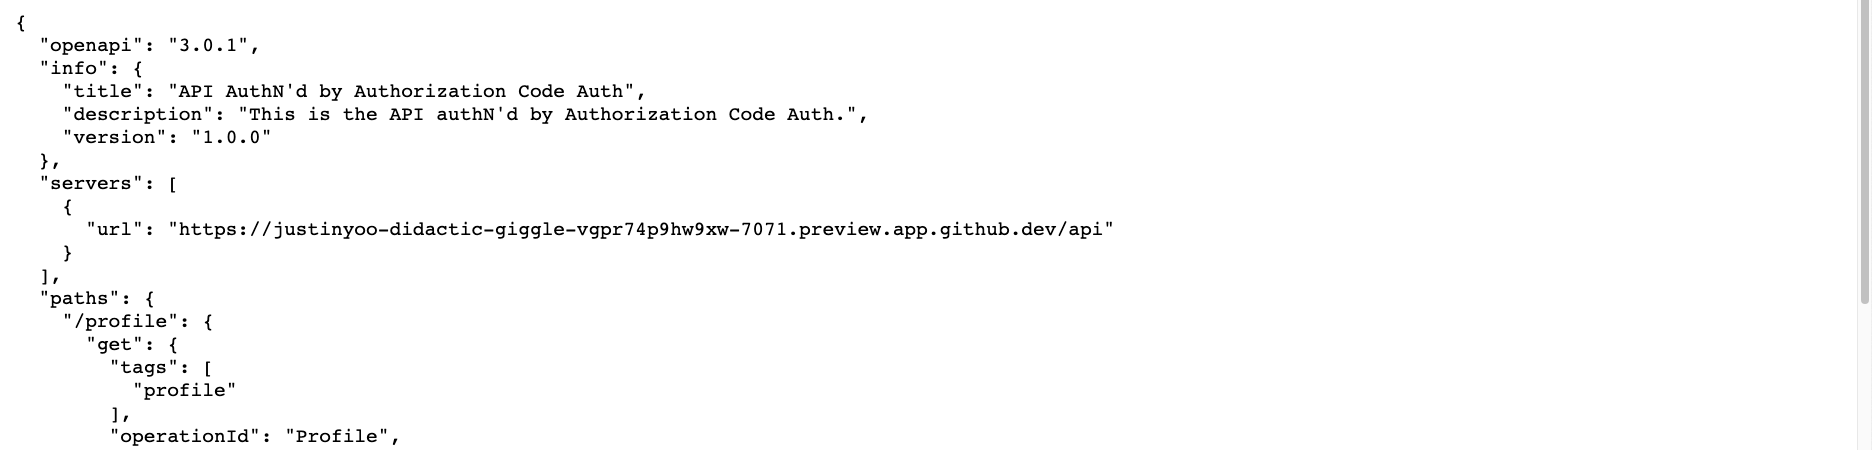 {
  "openapi": "3.0.1",
  "info": {
    "title": "API AuthN'd by Authorization Code Auth",
    "description": "This is the API authN'd by Authorization Code Auth.",
    "version": "1.0.0"
  },
  "servers": [
    {
      "url": "https://justinyoo-didactic-giggle-vgpr74p9hw9xw-7071.preview.app.github.dev/api"
    }
  ],
  "paths": {
    "/profile": {
      "get": {
        "tags": [
          "profile"
        ],
        "operationId": "Profile",